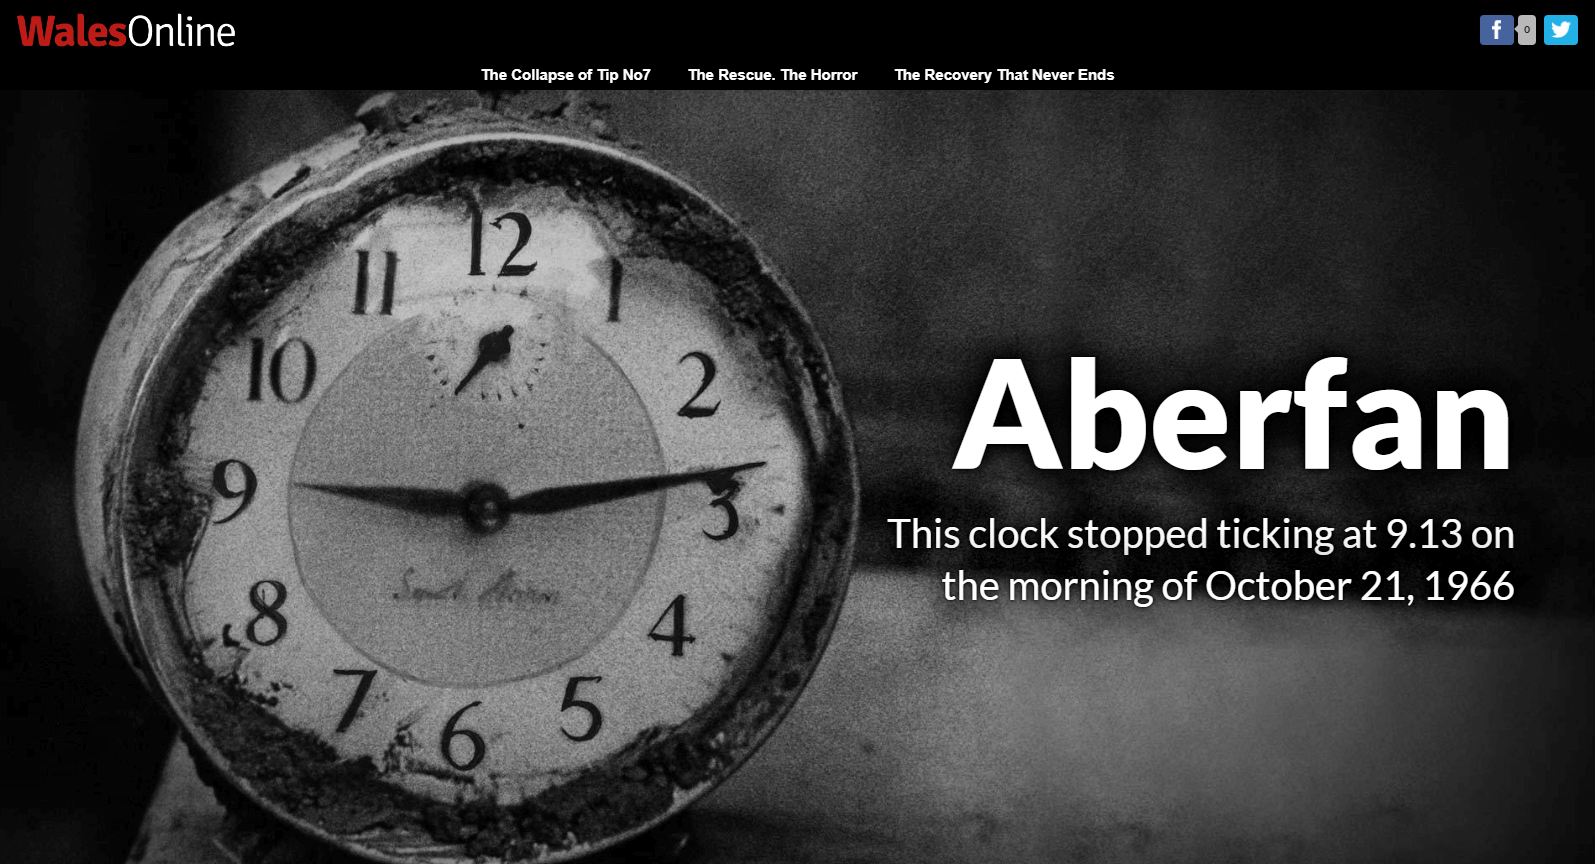 WalesOnline
0
The Collapse of Tip No7 The Rescue. The Horror The Recovery That Never Ends
12
11
1
10
2
9
3
8
4
7
5
6
Aberfan
This clock stopped ticking at 9.13 on
the morning of October 21, 1966